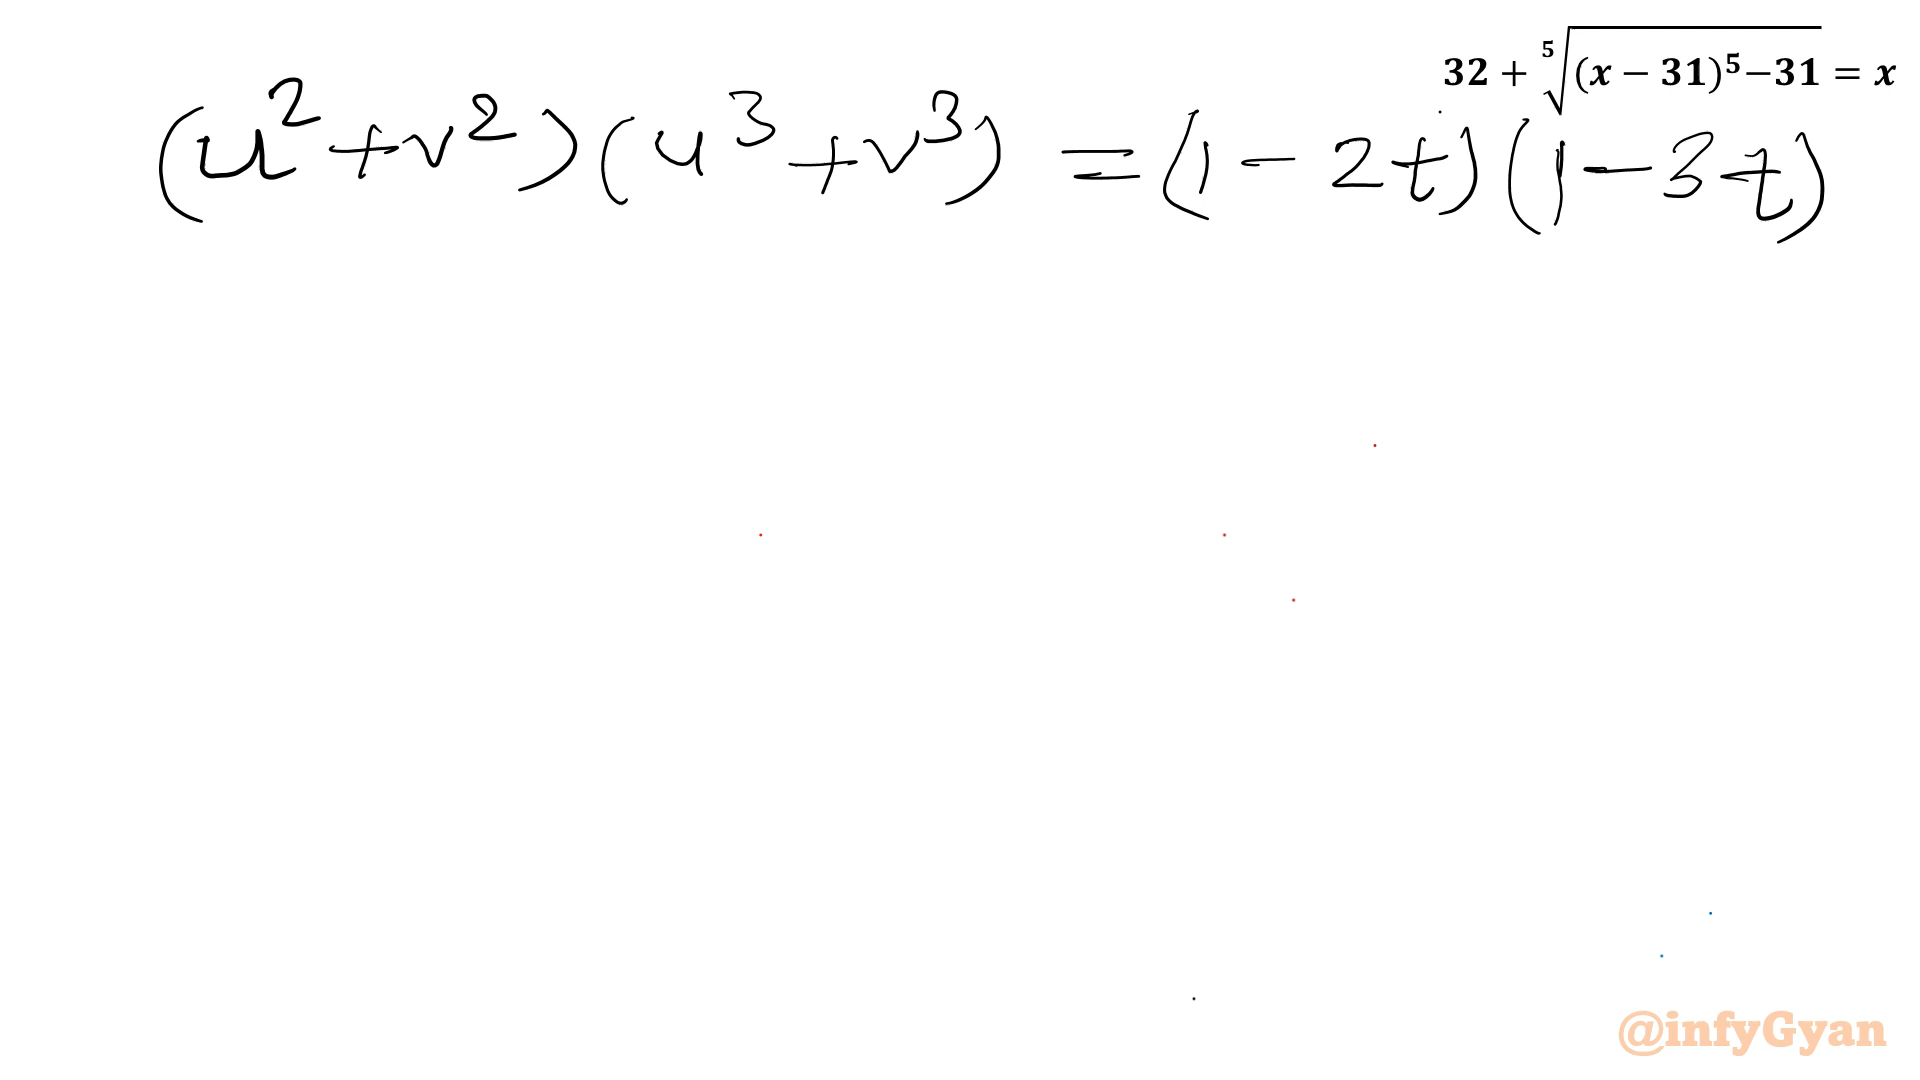 32 + ⁵√((x − 31)⁵−31) = x
(u² + v²)(u³ + v³) = (1 − 2t)(1 − 3t)
@infyGyan